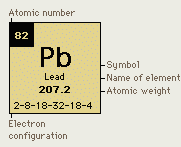 Atomic number
82
Pb
Lead
207.2
2-8-18-32-18-4
Symbol
Name of element
Atomic weight
Electron
configuration